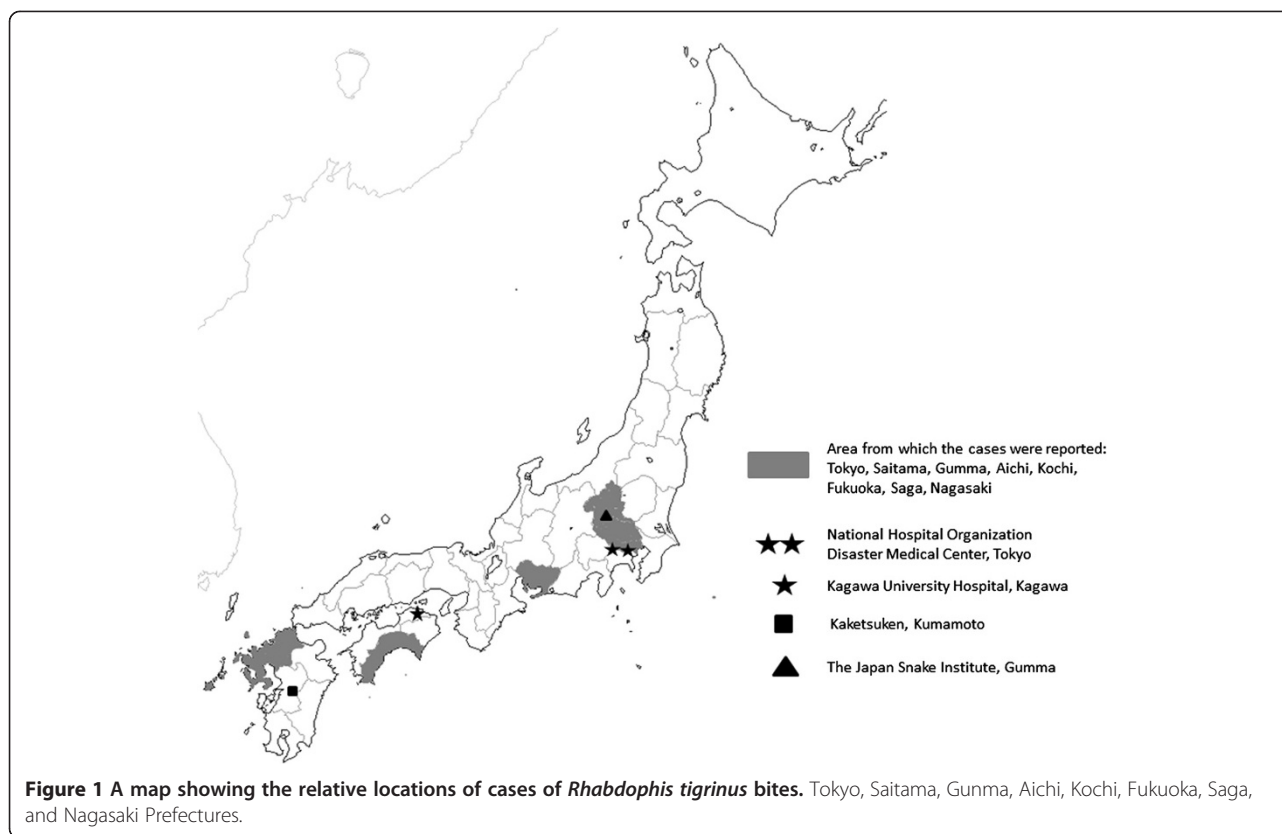 Area from which the cases were reported:
Tokyo, Saitama, Gumma, Aichi, Kochi,
Fukuoka, Saga, Nagasaki
National Hospital Organization
Disaster Medical Center, Tokyo
Kagawa University Hospital, Kagawa
Kaketsuken, Kumamoto
The Japan Snake Institute, Gumma
Figure 1 A map showing the relative locations of cases of Rhabdophis tigrinus bites. Tokyo, Saitama, Gunma, Aichi, Kochi, Fukuoka, Saga,
and Nagasaki Prefectures.